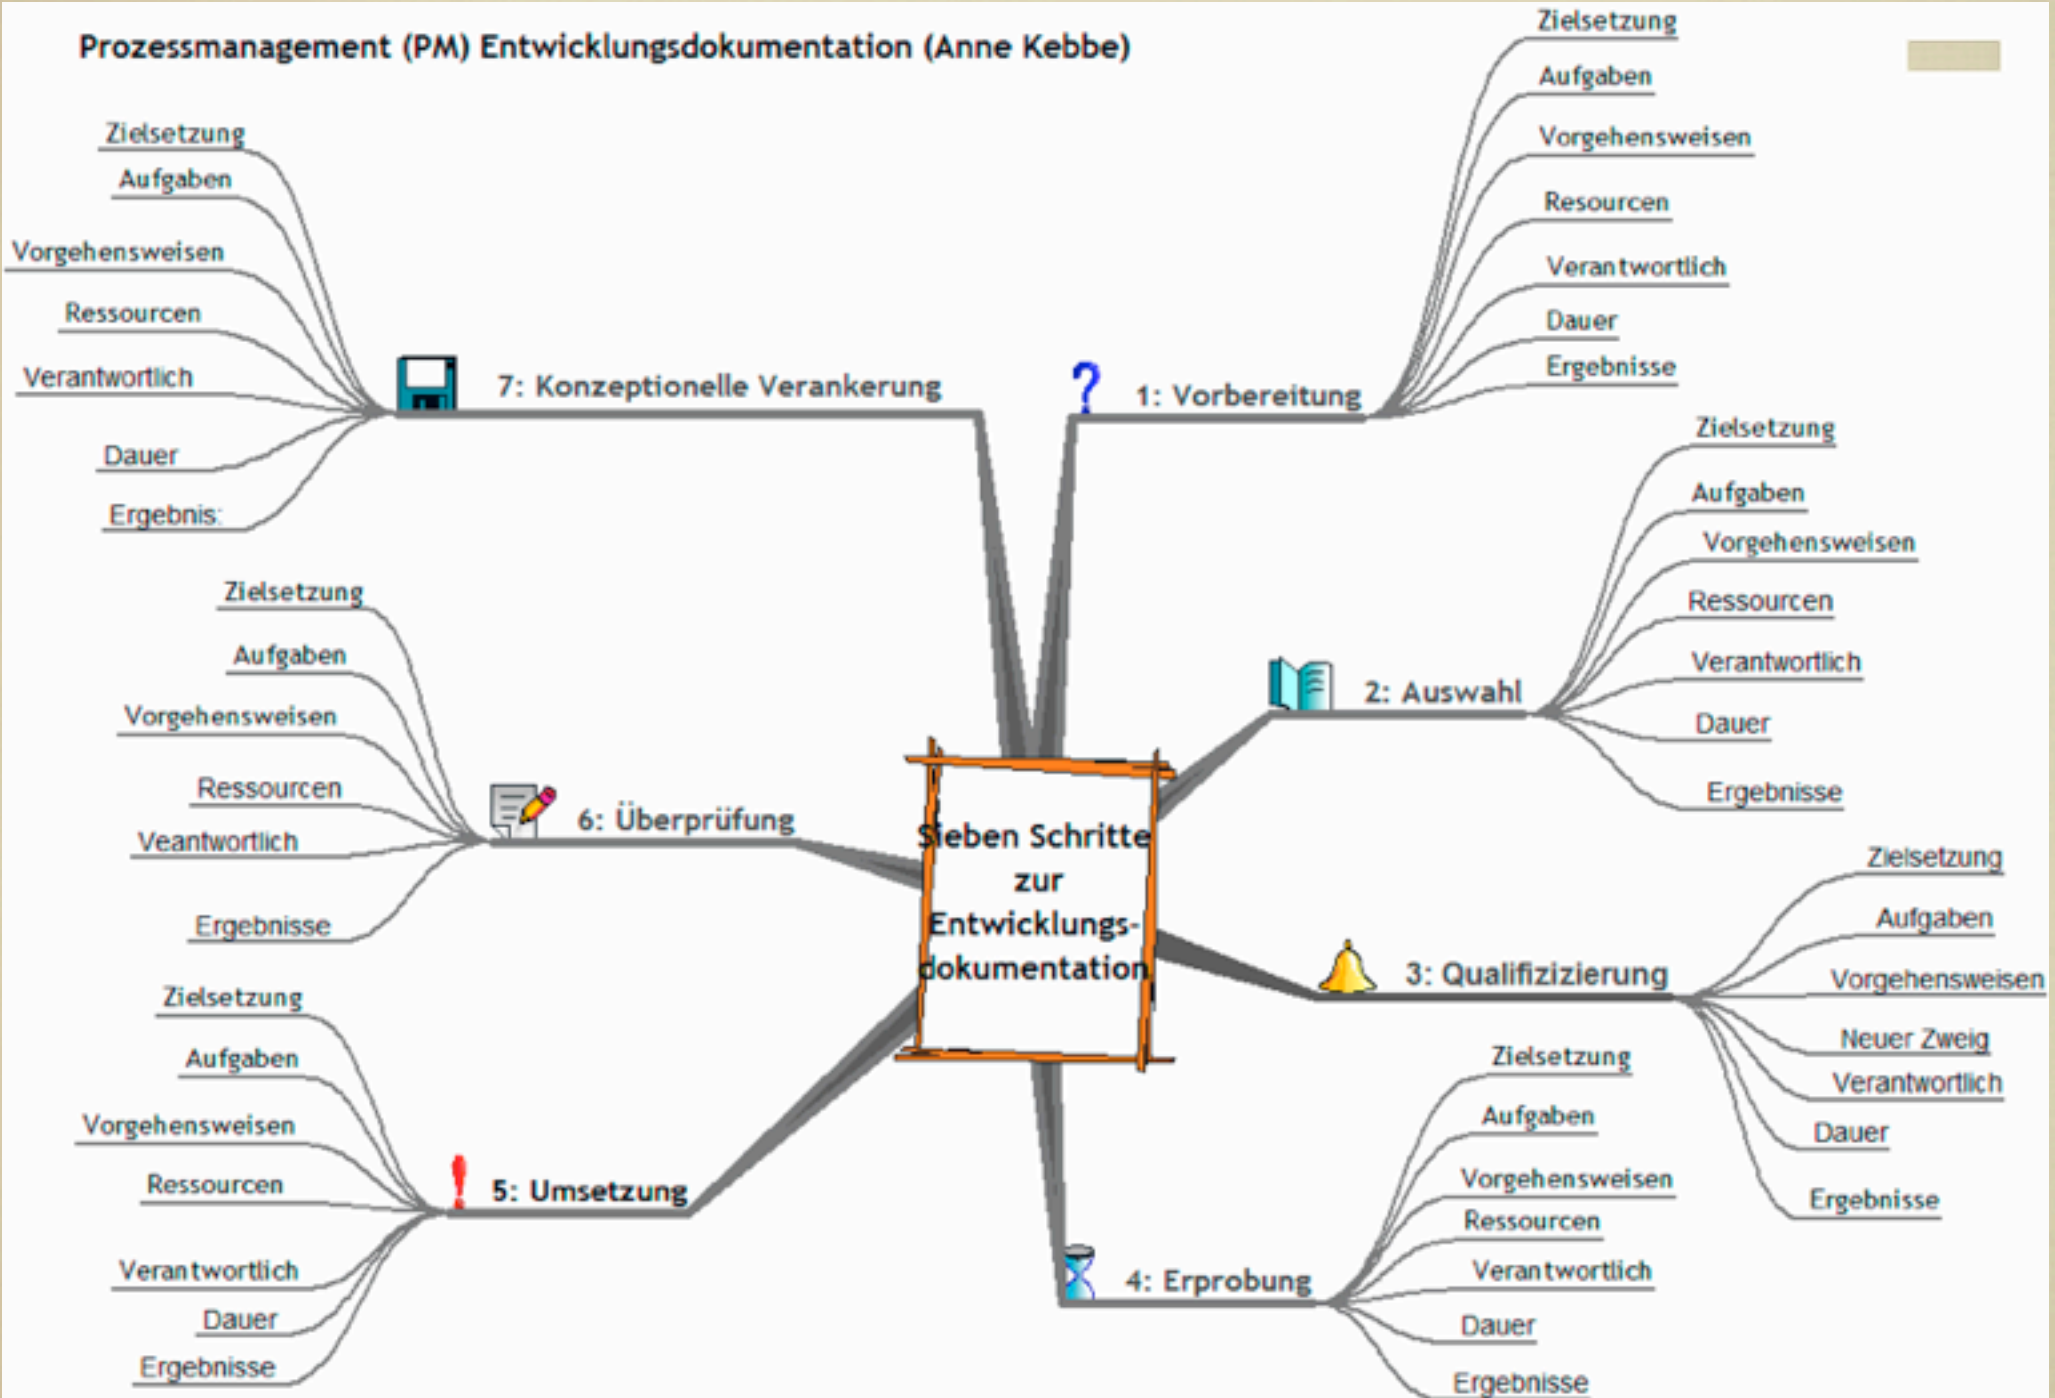 Prozessmanagement (PM) Entwicklungsdokumentation (Anne Kebbe)
Sieben Schritte
zur
Entwicklungs-
dokumentation
1: Vorbereitung
Zielsetzung
Aufgaben
Vorgehensweisen
Resourcen
Verantwortlich
Dauer
Ergebnisse
2: Auswahl
Zielsetzung
Aufgaben
Vorgehensweisen
Ressourcen
Verantwortlich
Dauer
Ergebnisse
3: Qualifizizierung
Zielsetzung
Aufgaben
Vorgehensweisen
Neuer Zweig
Verantwortlich
Dauer
Ergebnisse
4: Erprobung
Zielsetzung
Aufgaben
Vorgehensweisen
Ressourcen
Verantwortlich
Dauer
Ergebnisse
5: Umsetzung
Zielsetzung
Aufgaben
Vorgehensweisen
Ressourcen
Verantwortlich
Dauer
Ergebnisse
6: Überprüfung
Zielsetzung
Aufgaben
Vorgehensweisen
Ressourcen
Veantwortlich
Ergebnisse
7: Konzeptionelle Verankerung
Zielsetzung
Aufgaben
Vorgehensweisen
Ressourcen
Verantwortlich
Dauer
Ergebnis: